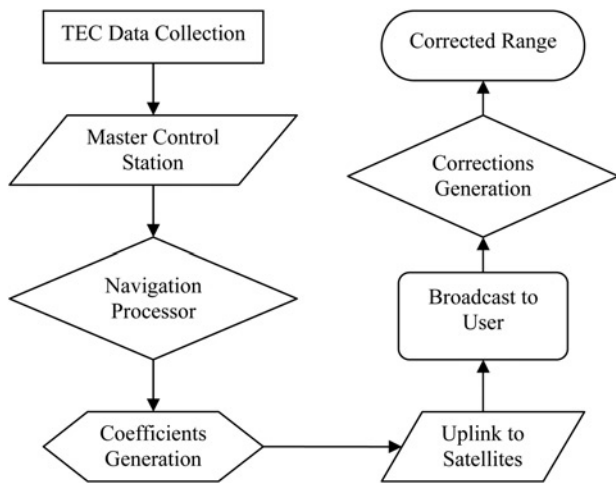 TEC Data Collection
Master Control
Station
Navigation
Processor
Coefficients
Generation
Uplink to
Satellites
Broadcast to
User
Corrections
Generation
Corrected Range